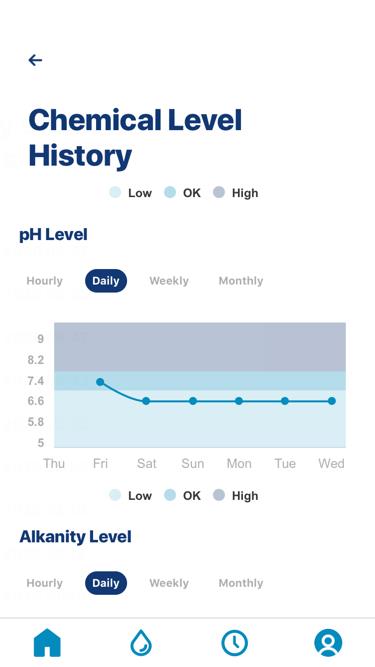 Chemical Level
History
Low OK High
pH Level
Hourly Daily Weekly Monthly
9
8.2
7.4
6.6
5.8
5
Thu Fri Sat Sun Mon Tue Wed
Low OK High
Alkanity Level
Hourly Daily Weekly Monthly